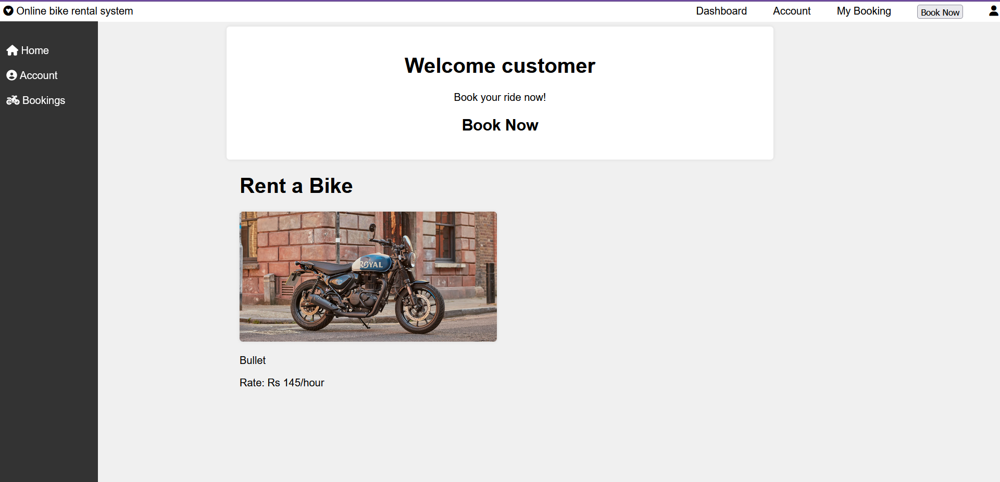 Online bike rental system
Dashboard
Account
My Booking
Book Now
Home
Account
Bookings
Welcome customer
Book your ride now!
Book Now
Rent a Bike
ROYAL
Bullet
Rate: Rs 145/hour